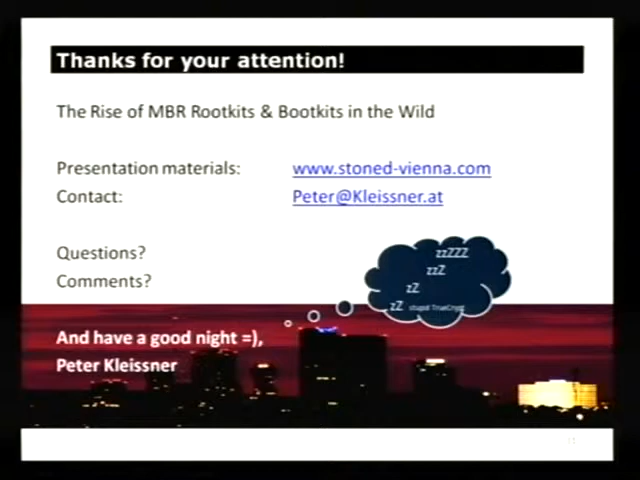 Thanks for your attention!
The Rise of MBR Rootkits & Bootkits in the Wild
Presentation materials: www.stoned-vienna.com
Contact: Peter@Kleissner.at
Questions?
Comments?
zzZZZ
zzZ
zZ
zZ stupid TrueCrypt
And have a good night =),
Peter Kleissner